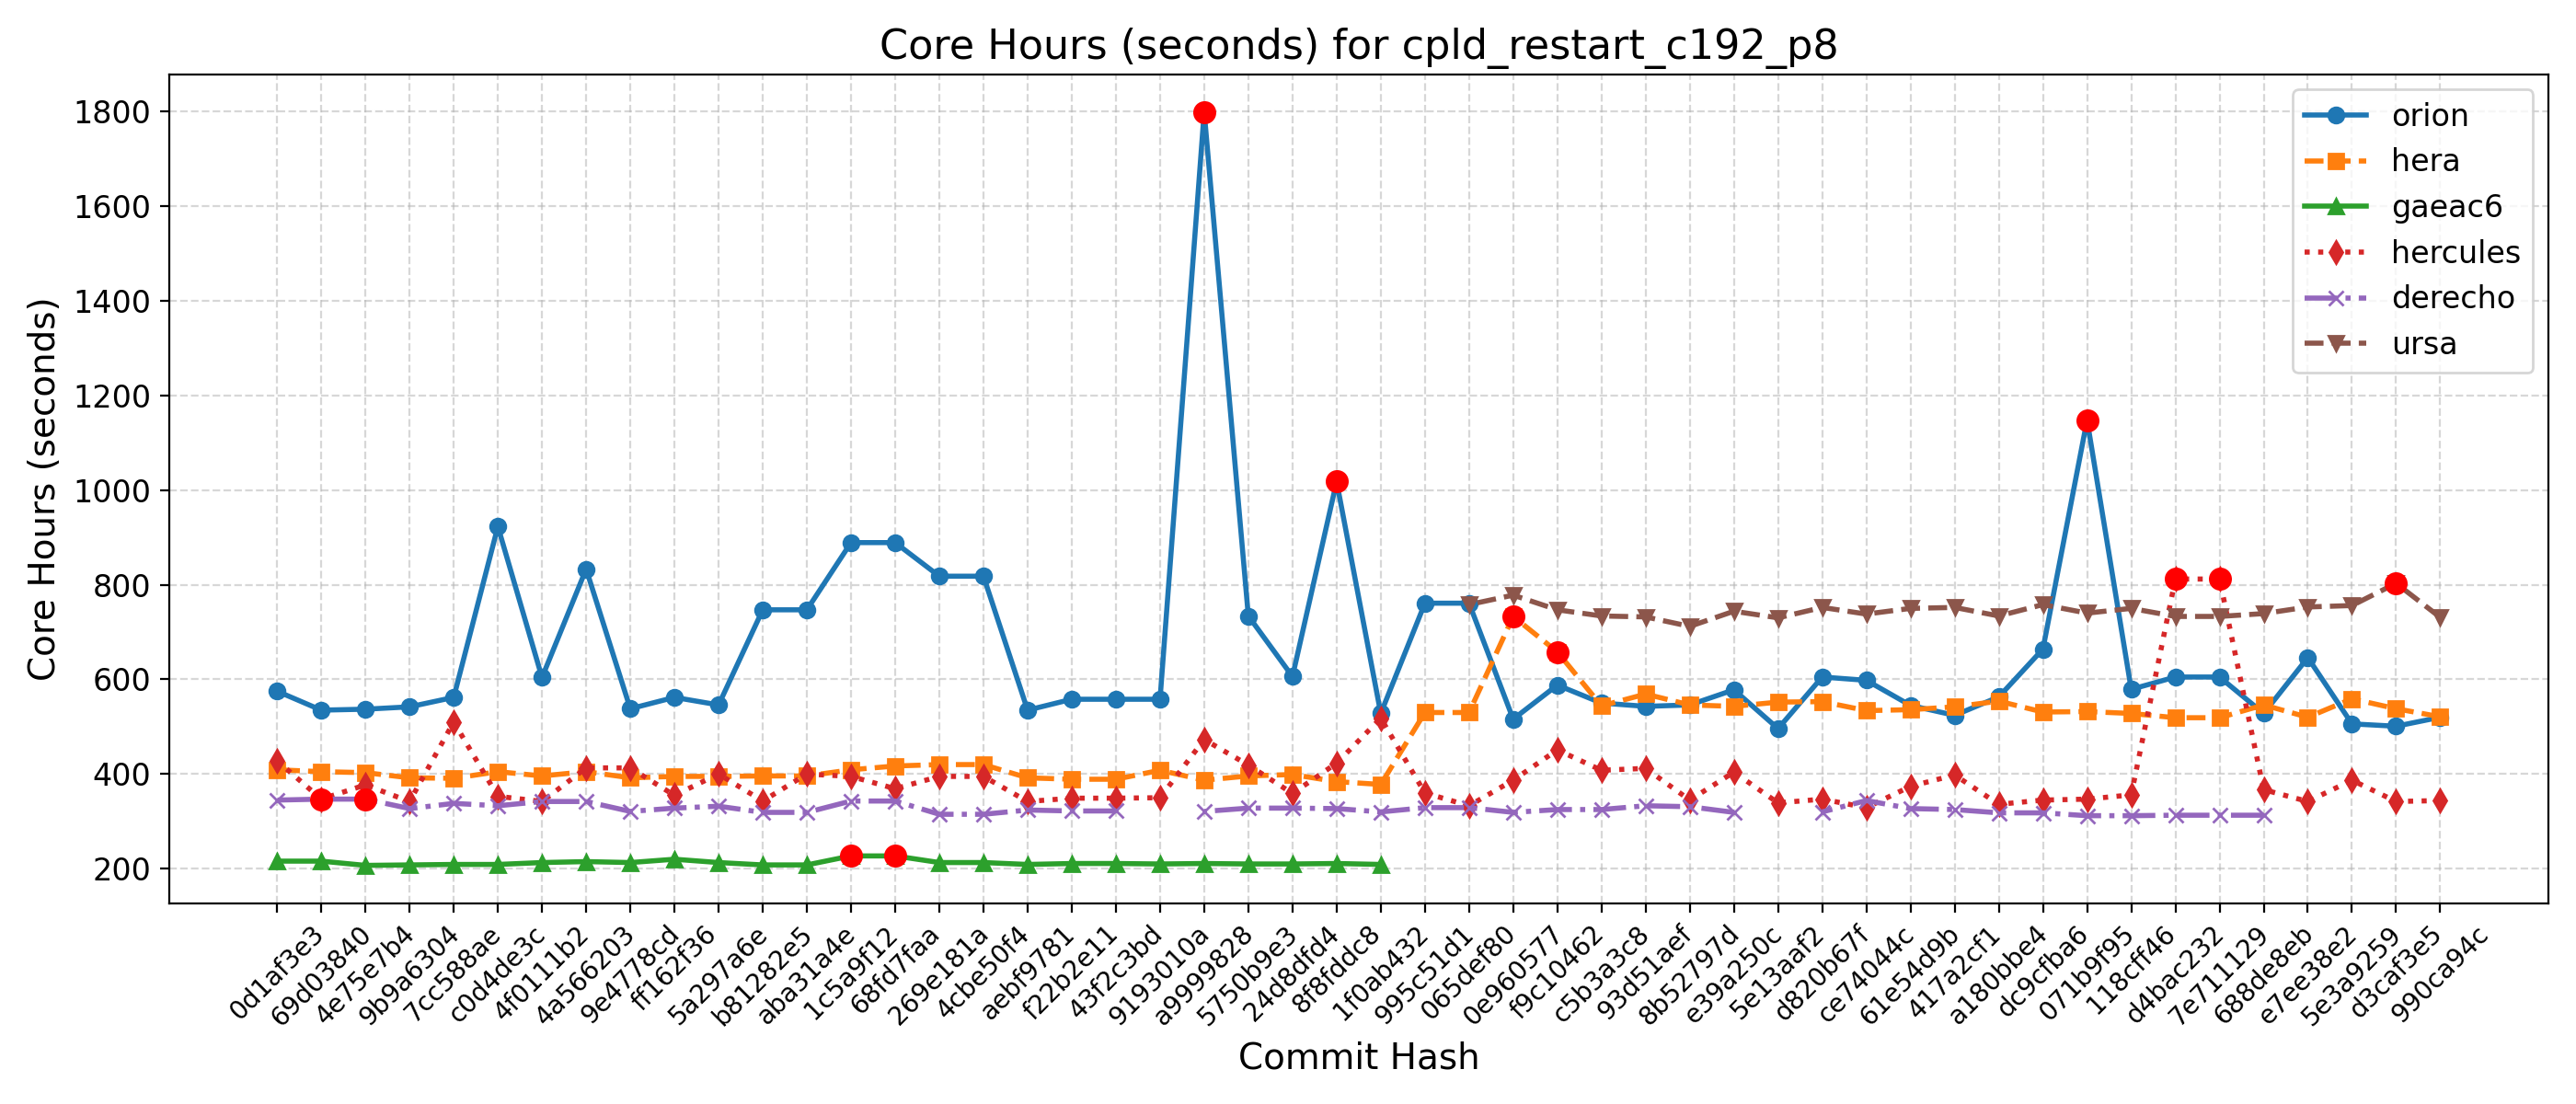 Core Hours (seconds) for cpld_restart_c192_p8
Core Hours (seconds)
1800
1600
1400
1200
1000
800
600
400
200
orion
hera
gaeac6
hercules
derecho
ursa
0d1af3e3
69d03840
4e75e7b4
9b9a6304
7cc588ae
c0d4de3c
4f0111b2
4a566203
9e4778cd
ff162f36
5a297a6e
b81282e5
aba31a4e
1c5a9f12
68fd7faa
269e181a
4cbe50f4
aebf9781
f22b2e11
43f2c3bd
9193010a
a9999828
5750b9e3
24d8dfd4
8f8fddc8
1f0ab432
995c51d1
065def80
0e960577
f9c10462
c5b3a3c8
93d51aef
8b52797d
e39a250c
5e13aaf2
d820b67f
ce74044c
61e54d9b
417a2cf1
a180bbe4
dc9cfba6
071b9f95
118cff46
d4bac232
7e711129
688de8eb
e7ee38e2
5e3a9259
d3caf3e5
990ca94c
Commit Hash